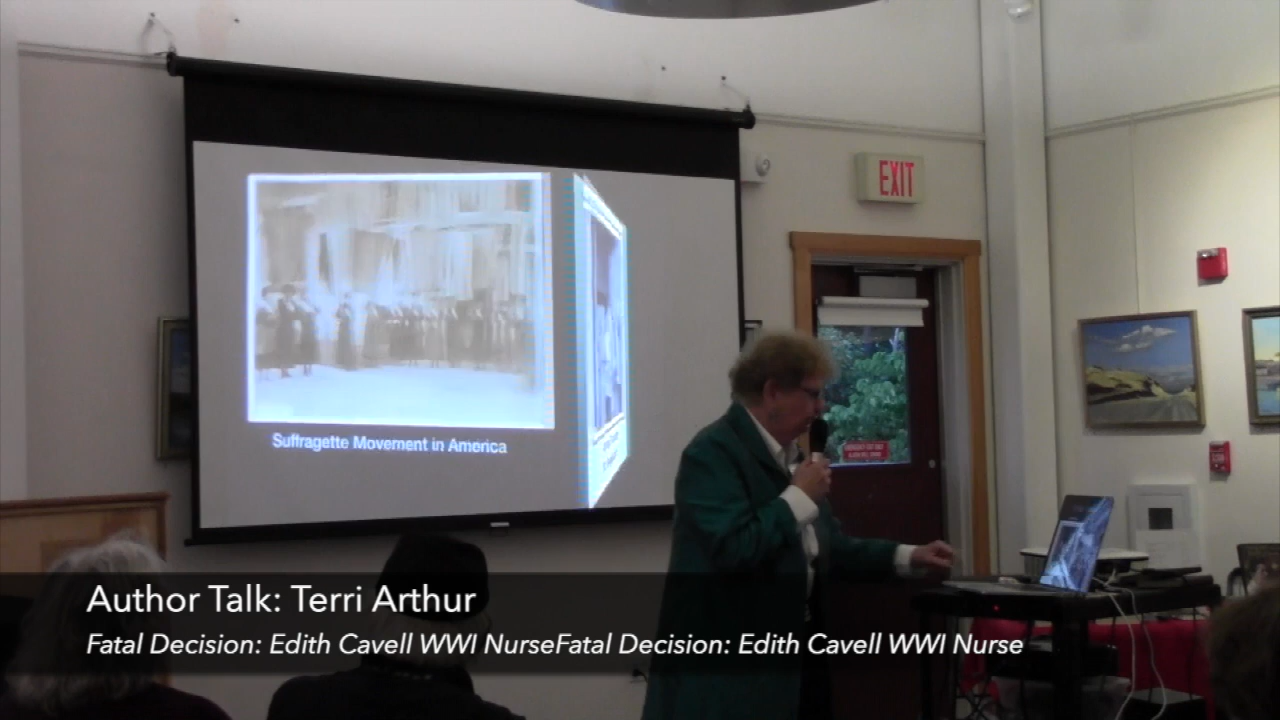 EXIT
Suffragette Movement in America
Author Talk: Terri Arthur
Fatal Decision: Edith Cavell WWI NurseFatal Decision: Edith Cavell WWI Nurse